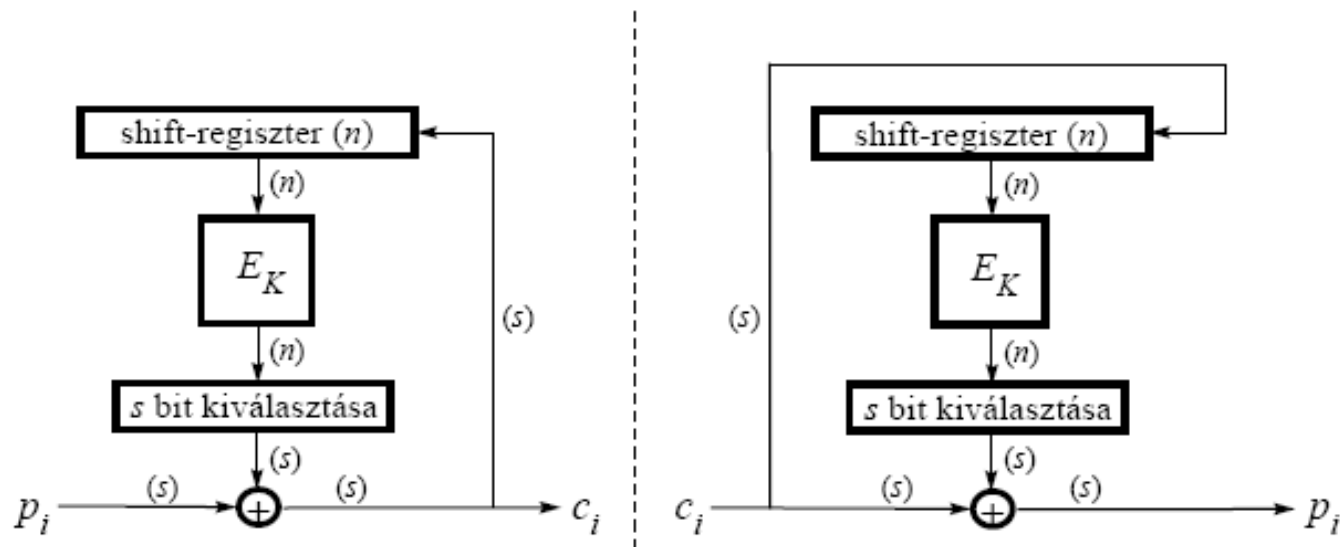 shift-regiszter (n)
(n)
E_K
(n)
s bit kiválasztása
(s)
(s)
p_i
(s)
+
(s)
c_i
shift-regiszter (n)
(n)
E_K
(s)
(n)
s bit kiválasztása
(s)
c_i
(s)
+
(s)
p_i